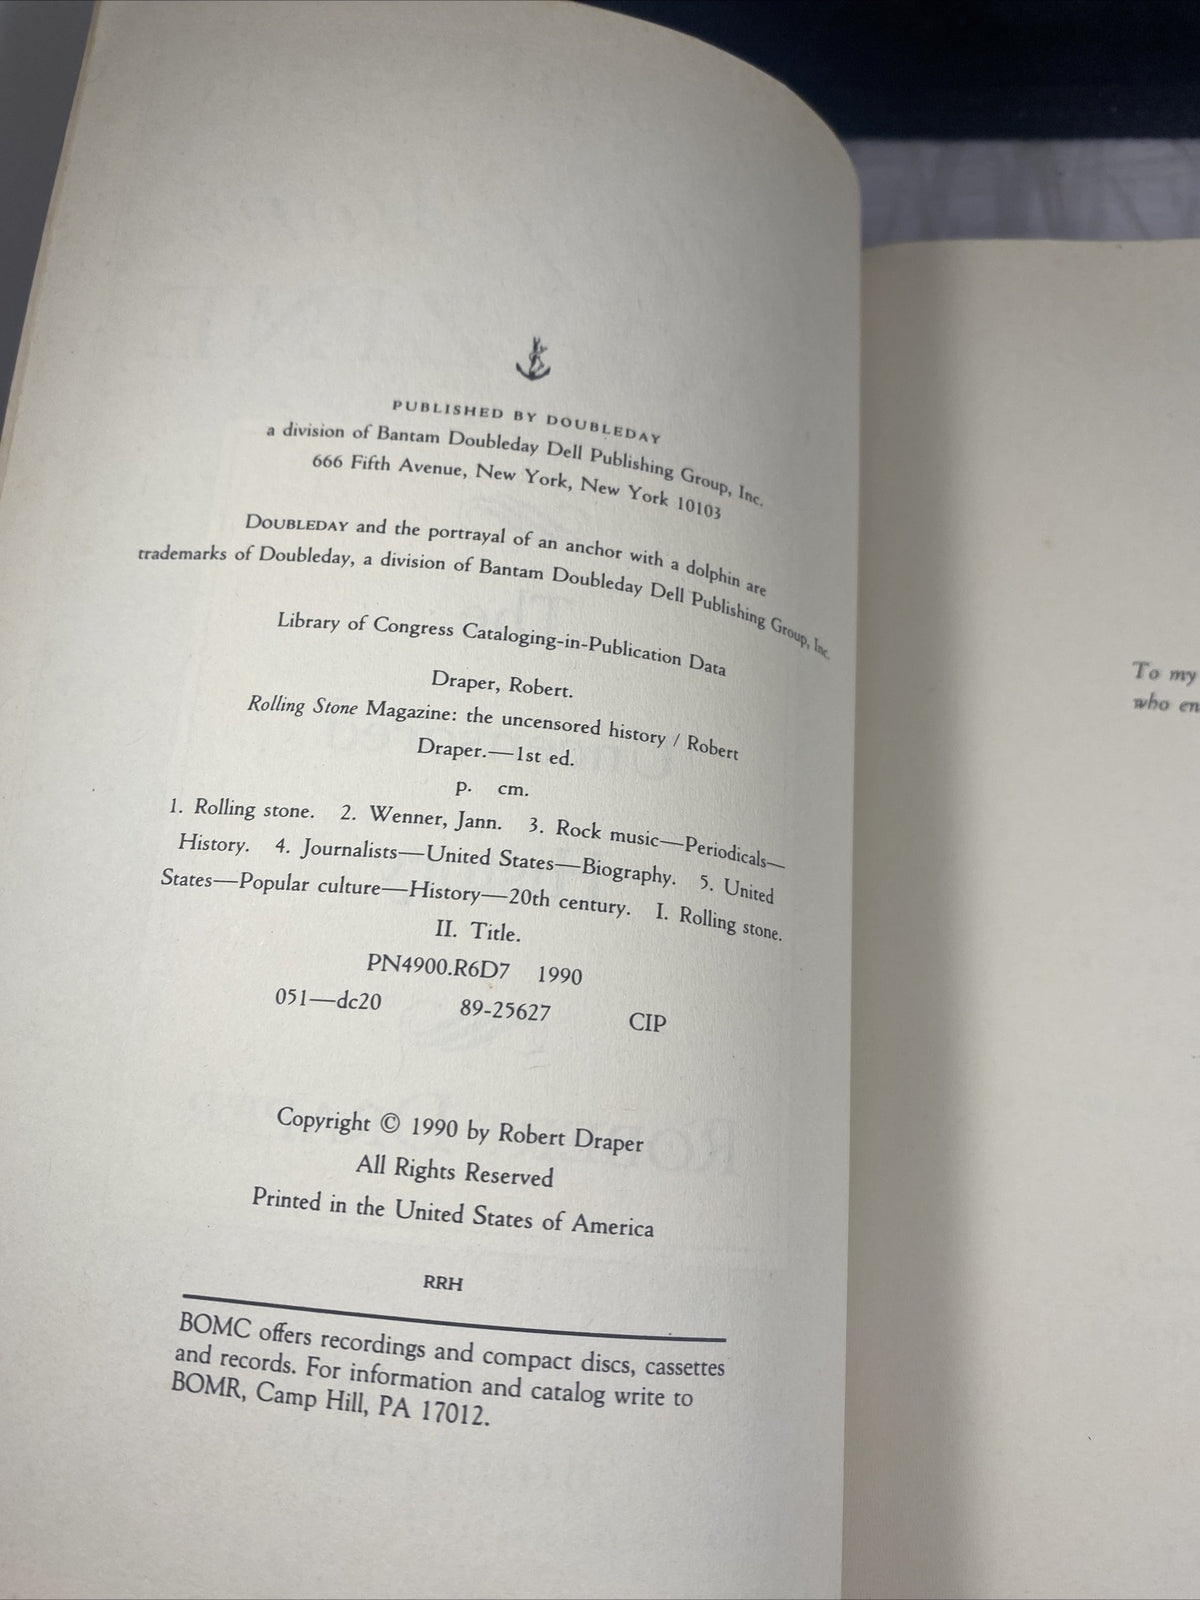 PUBLISHED BY DOUBLEDAY
a division of Bantam Doubleday Dell Publishing Group, Inc.
666 Fifth Avenue, New York, New York 10103
DOUBLEDAY and the portrayal of an anchor with a dolphin are
trademarks of Doubleday, a division of Bantam Doubleday Dell Publishing Group, Inc.
Library of Congress Cataloging-in-Publication Data
Draper, Robert.
Rolling Stone Magazine: the uncensored history / Robert
Draper.—1st ed.
p. cm.
1. Rolling stone. 2. Wenner, Jann. 3. Rock music—Periodicals—
History. 4. Journalists—United States—Biography. 5. United
States—Popular culture—History—20th century. I. Rolling stone.
II. Title.
PN4900.R6D7 1990
051—dc20 89-25627 CIP
Copyright © 1990 by Robert Draper
All Rights Reserved
Printed in the United States of America
RRH
BOMC offers recordings and compact discs, cassettes
and records. For information and catalog write to
BOMR, Camp Hill, PA 17012.
To my
who en